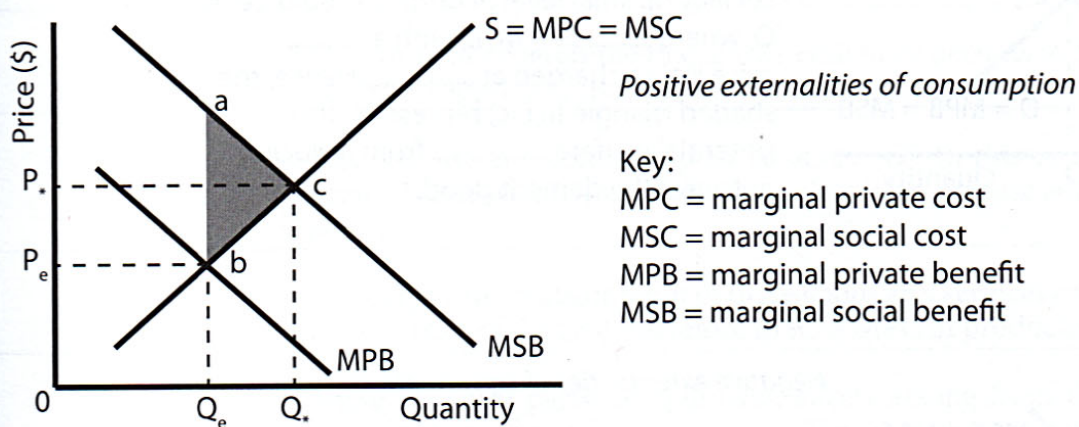 Price ($)
S = MPC = MSC
Positive externalities of consumption
a
Key:
P* c MPC = marginal private cost
MSC = marginal social cost
Pe b MPB = marginal private benefit
MSB = marginal social benefit
MPB MSB
0 Qe Q* Quantity